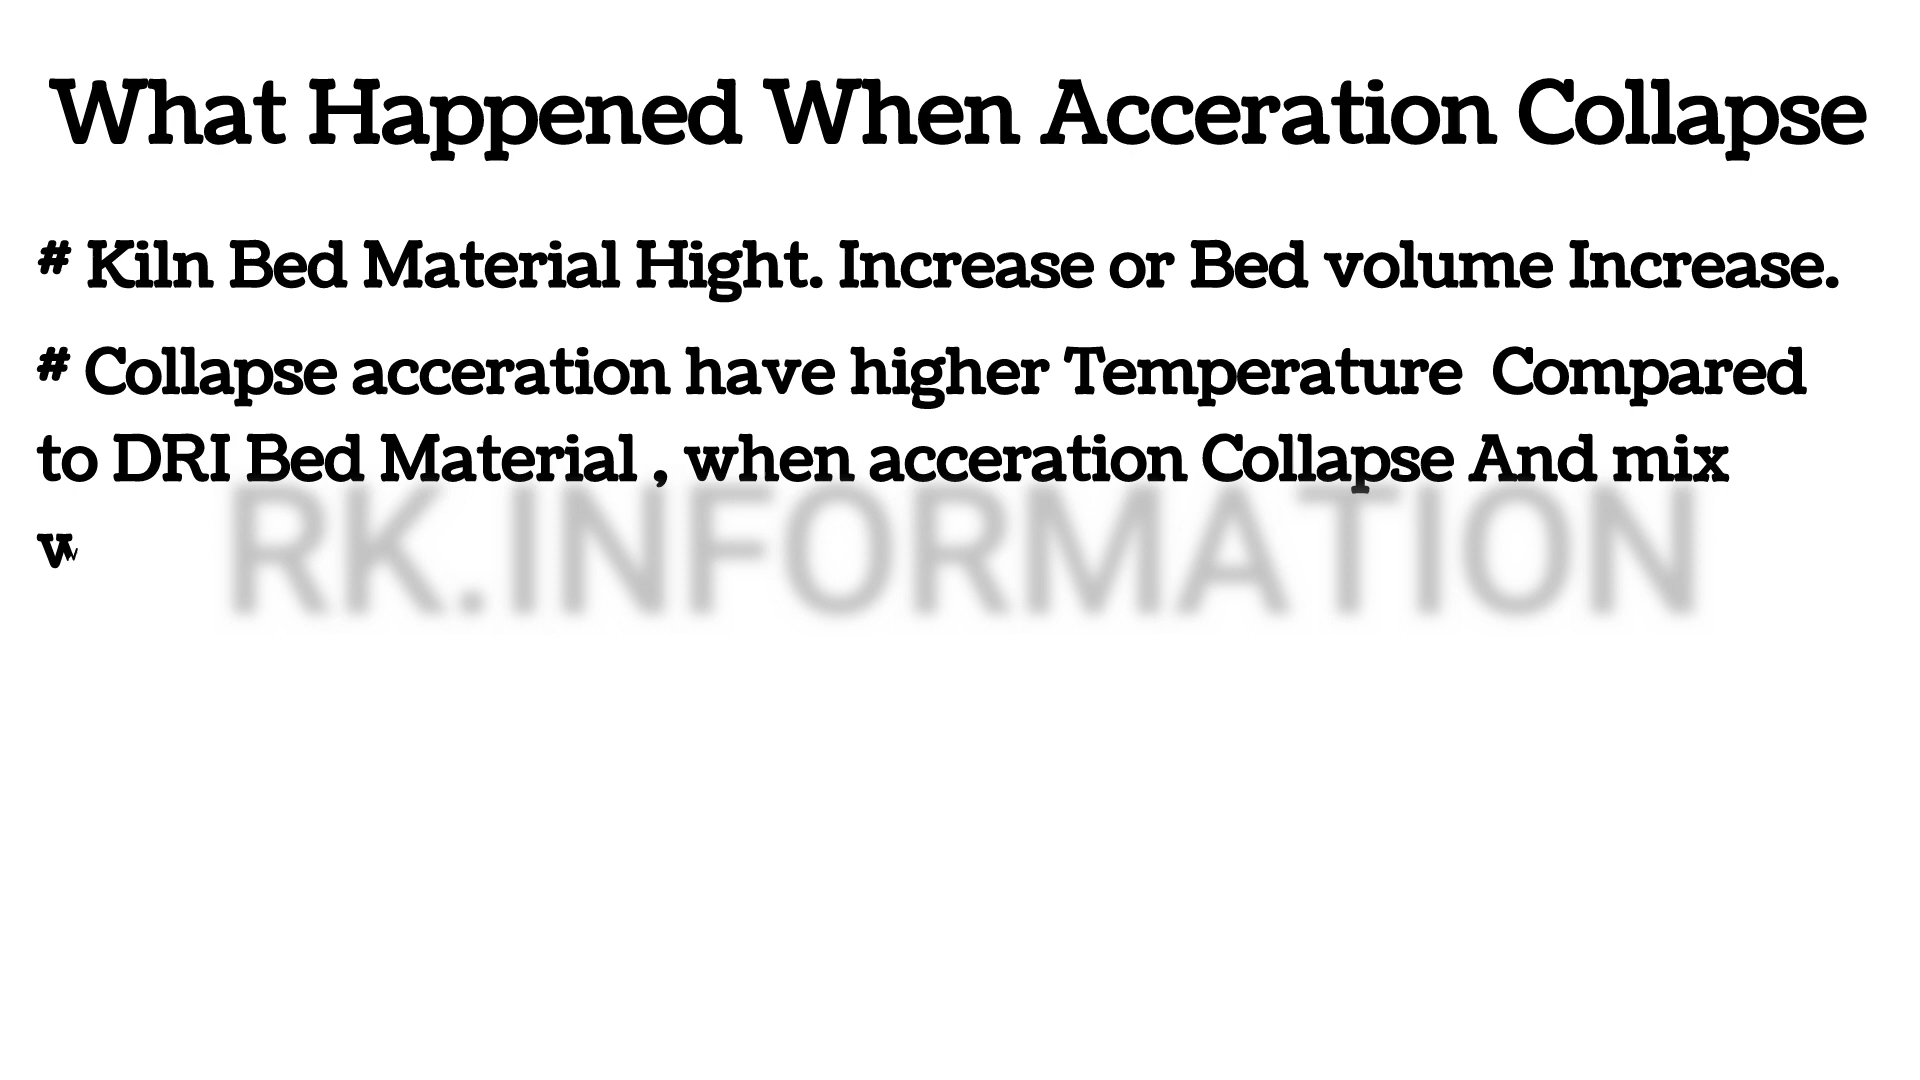 What Happened When Acceration Collapse
# Kiln Bed Material Hight. Increase or Bed volume Increase.
# Collapse acceration have higher Temperature Compared
to DRI Bed Material , when acceration Collapse And mix
w
RK.INFORMATION